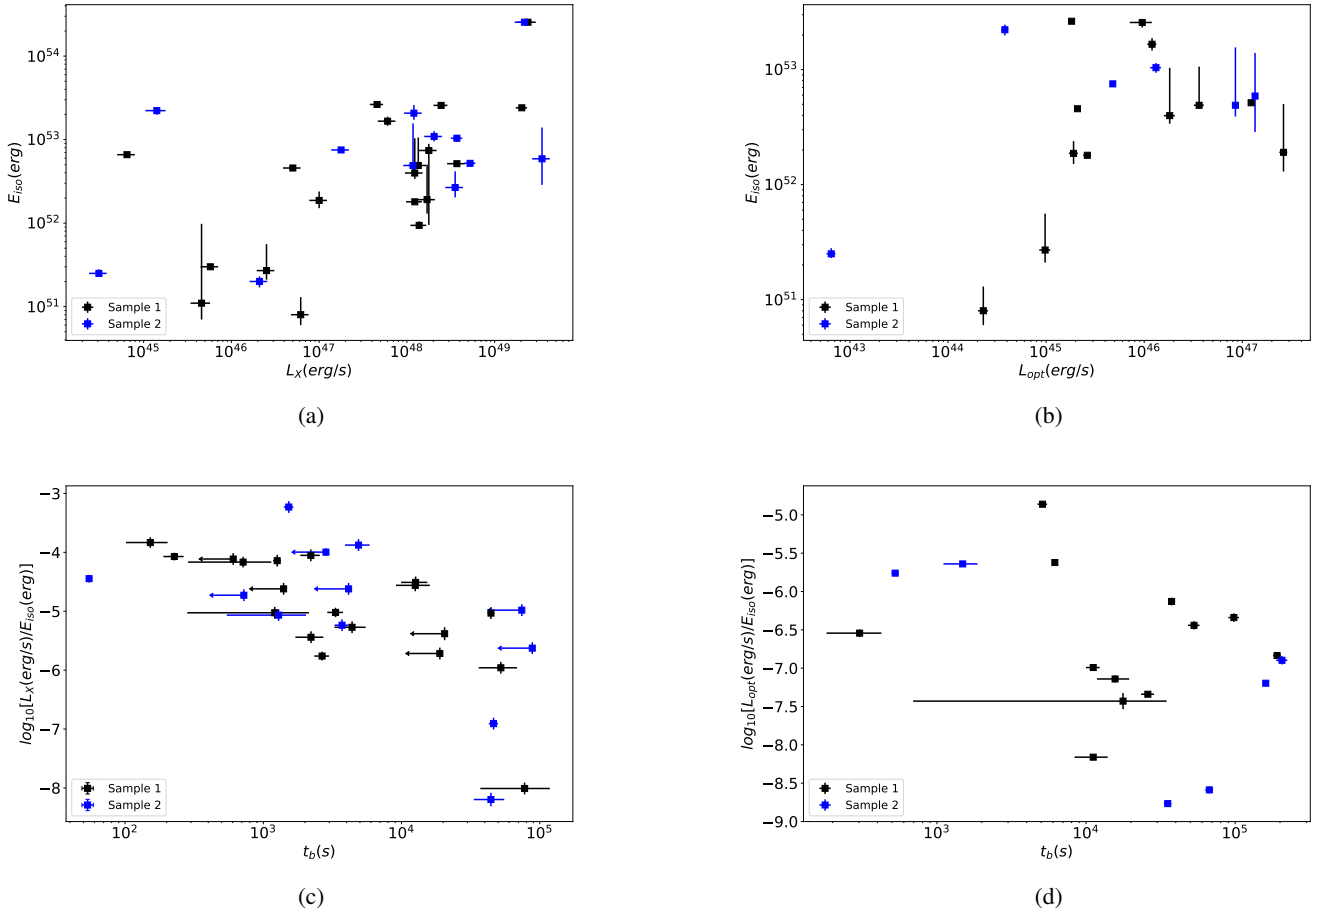 10^54
10^53
10^52
10^51
E_iso(erg)
Sample 1
Sample 2
10^45 10^46 10^47 10^48 10^49
L_X(erg/s)
(a)
10^53
10^52
10^51
E_iso(erg)
Sample 1
Sample 2
10^43 10^44 10^45 10^46 10^47
L_opt(erg/s)
(b)
−3
−4
−5
−6
−7
−8
log_10[L_X(erg/s)/E_iso(erg)]
Sample 1
Sample 2
10^2 10^3 10^4 10^5
t_b(s)
(c)
−5.0
−5.5
−6.0
−6.5
−7.0
−7.5
−8.0
−8.5
−9.0
log_10[L_opt(erg/s)/E_iso(erg)]
Sample 1
Sample 2
10^3 10^4 10^5
t_b(s)
(d)